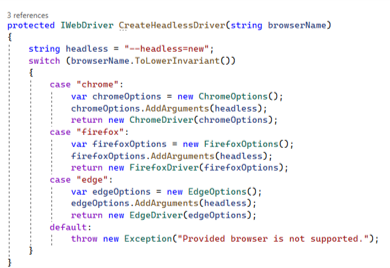 3 references
protected IWebDriver CreateHeadlessDriver(string browserName)
{
    string headless = "--headless=new";
    switch (browserName.ToLowerInvariant())
    {
        case "chrome":
            var chromeOptions = new ChromeOptions();
            chromeOptions.AddArguments(headless);
            return new ChromeDriver(chromeOptions);
        case "firefox":
            var firefoxOptions = new FirefoxOptions();
            firefoxOptions.AddArguments(headless);
            return new FirefoxDriver(firefoxOptions);
        case "edge":
            var edgeOptions = new EdgeOptions();
            edgeOptions.AddArguments(headless);
            return new EdgeDriver(edgeOptions);
        default:
            throw new Exception("Provided browser is not supported.");
    }
}